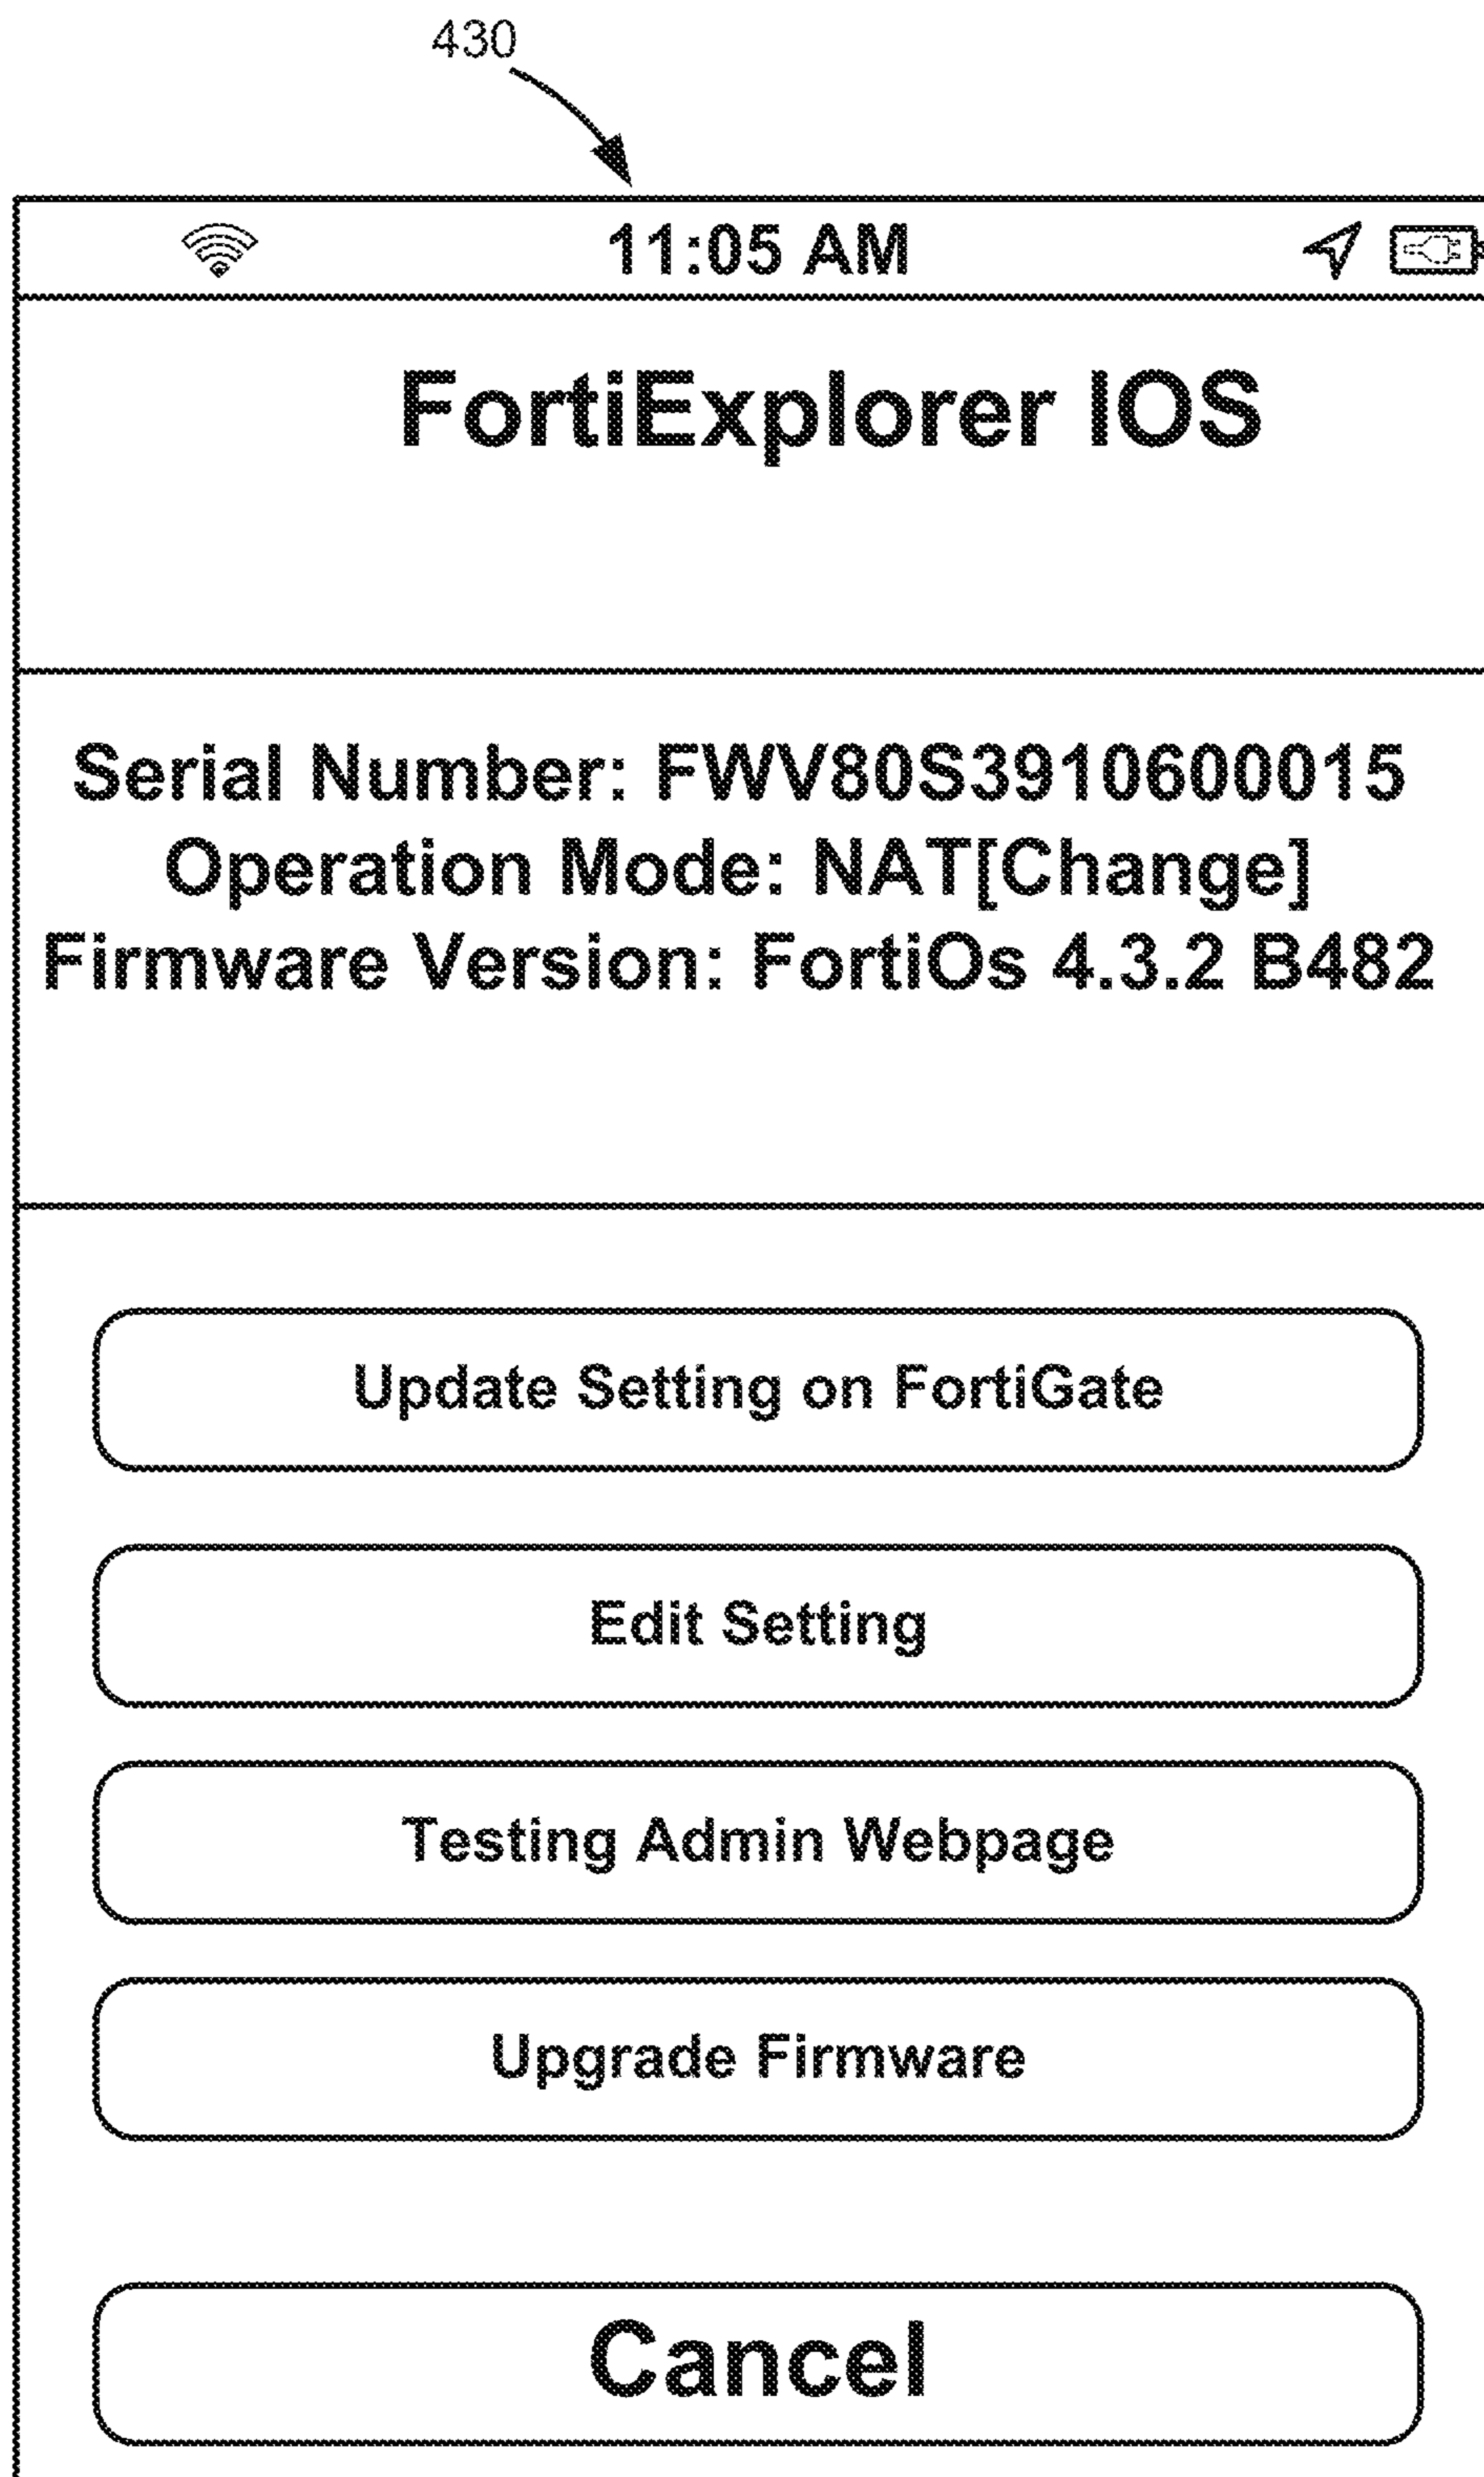 430
11:05 AM
FortiExplorer IOS
Serial Number: FWV80S3910600015
Operation Mode: NAT[Change]
Firmware Version: FortiOs 4.3.2 B482
Update Setting on FortiGate
Edit Setting
Testing Admin Webpage
Upgrade Firmware
Cancel